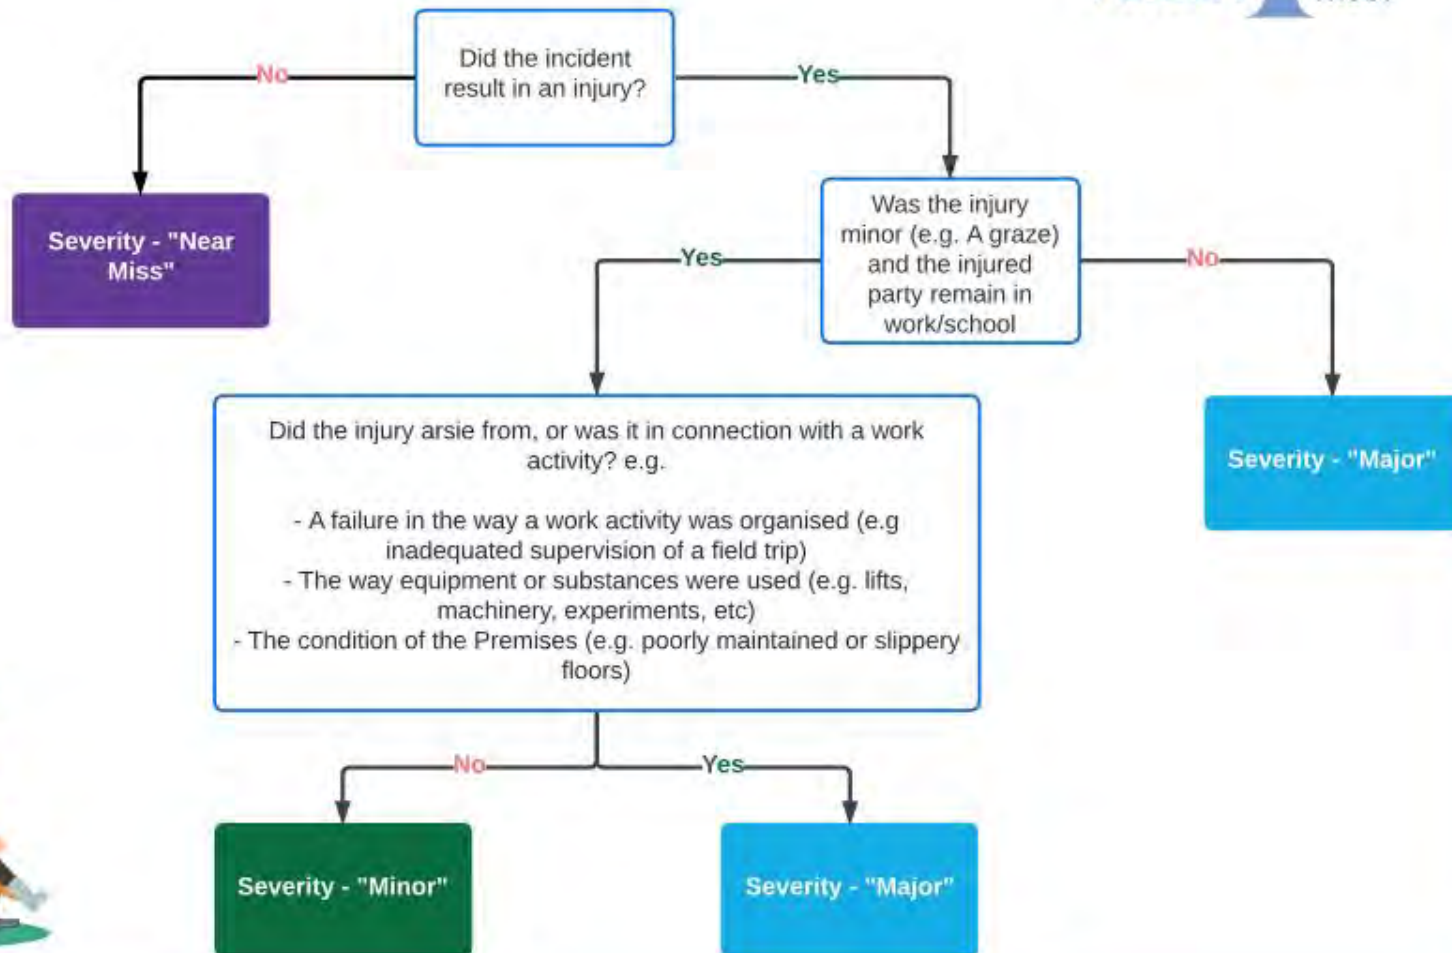 Did the incident
result in an injury?
No
Yes
Severity - "Near
Miss"
Was the injury
minor (e.g. A graze)
and the injured
party remain in
work/school
Yes
No
Did the injury arsie from, or was it in connection with a work
activity? e.g.
- A failure in the way a work activity was organised (e.g
inadequated supervision of a field trip)
- The way equipment or substances were used (e.g. lifts,
machinery, experiments, etc)
- The condition of the Premises (e.g. poorly maintained or slippery
floors)
Severity - "Major"
No
Yes
Severity - "Minor"
Severity - "Major"